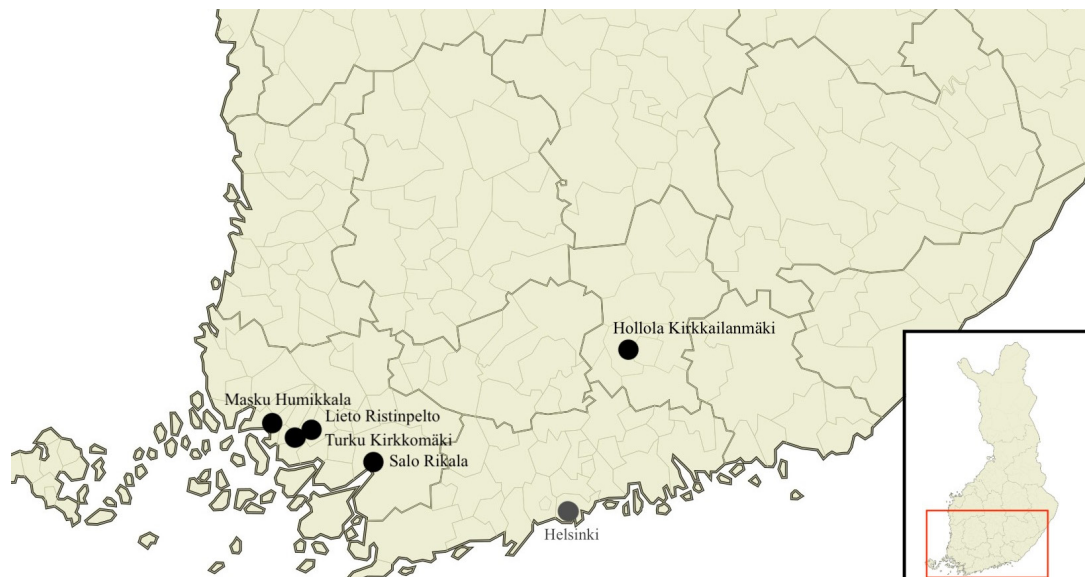 Hollola Kirkkailanmäki
Masku Humikkala
Lieto Ristinpelto
Turku Kirkkomäki
Salo Rikala
Helsinki